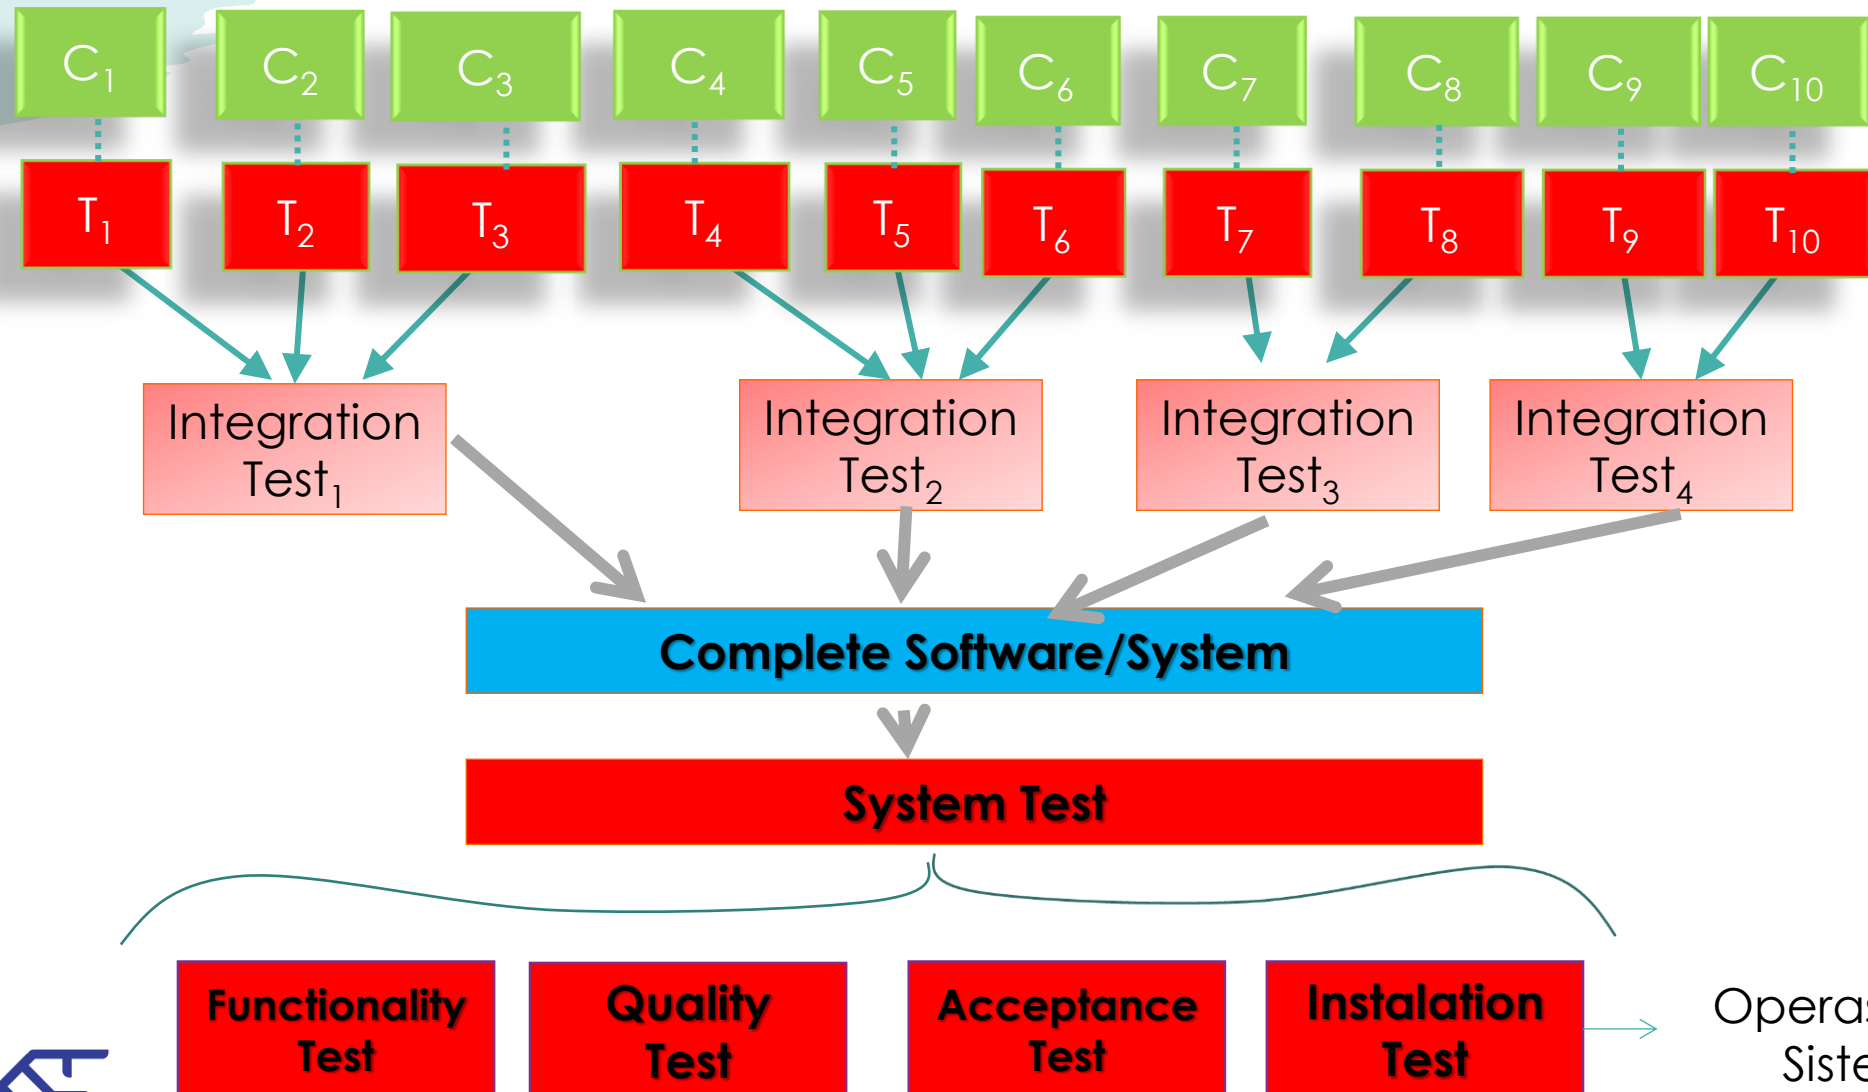 C₁ C₂ C₃ C₄ C₅ C₆ C₇ C₈ C₉ C₁₀
T₁ T₂ T₃ T₄ T₅ T₆ T₇ T₈ T₉ T₁₀
Integration
Test₁
Integration
Test₂
Integration
Test₃
Integration
Test₄
Complete Software/System
System Test
Functionality
Test
Quality
Test
Acceptance
Test
Instalation
Test